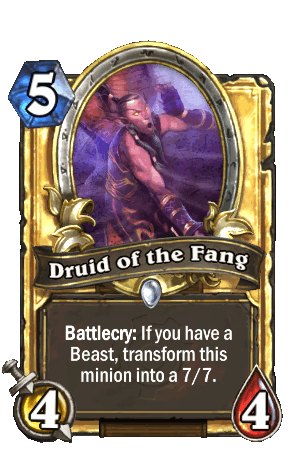 5
Druid of the Fang
Battlecry: If you have a
Beast, transform this
minion into a 7/7.
4
4